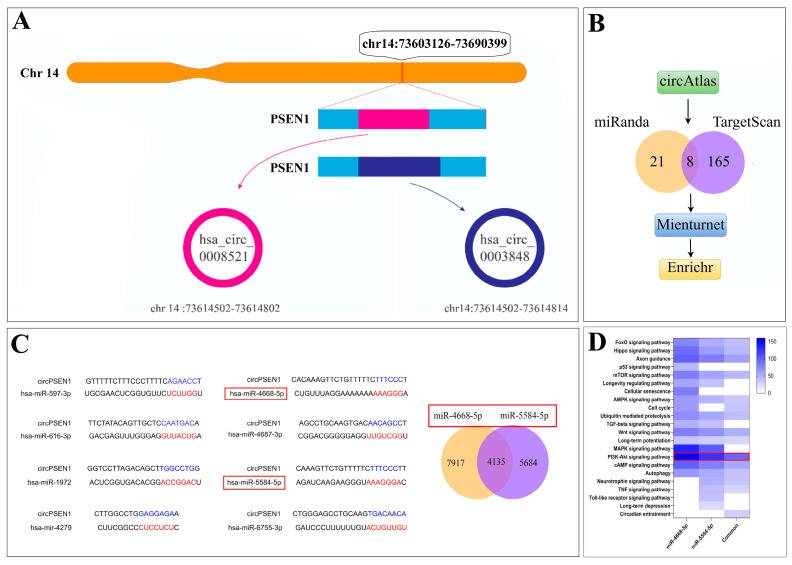 A
chr14:73603126-73690399
Chr 14
PSEN1
PSEN1
hsa_circ_
0008521
hsa_circ_
0003848
chr 14 :73614502-73614802
chr14:73614502-73614814
B
circAtlas
miRanda
TargetScan
21
8
165
Mienturnet
Enrichr
C
circPSEN1 GTTTTTCTTTCCCTTTTCAGAACCT
hsa-miR-597-3p UGCGAACUCGGUGUUCUCUUGGU
circPSEN1 TTCTATACAGTTGCTCCAATGACA
hsa-miR-616-3p GACGAGUUUGGGAGGUUACUGA
circPSEN1 GGTCCTTAGACAGCTTGGCCTGG
hsa-miR-1972 ACUCGGUGACACGGACCGGACU
circPSEN1 CTTGGCCTGGAGGAGAA
hsa-mir-4279 CUUCGGCCCUCCUCUC
circPSEN1 CACAAAGTTCTGTTTTTCTTTCCCT
hsa-miR-4668-5p CUGUUUAGGAAAAAAAAAGGGA
circPSEN1 AGCCTGCAAGTGACAACAGCCT
hsa-miR-4687-3p CGGACGGGGGAGGUUGUCGGU
circPSEN1 CAAAGTTCTGTTTTTCTTTCCCTT
hsa-miR-5584-5p AGAUCAAGAAGGGUAAAGGGAC
circPSEN1 CTGGGAGCCTGCAAGTGACAACA
hsa-miR-6755-3p GAUCCCUUUUUUGUACUGUUGU
miR-4668-5p miR-5584-5p
7917
4135
5684
D
FoxO signaling pathway
Hippo signaling pathway
Axon guidance
p53 signaling pathway
mTOR signaling pathway
Longevity regulating pathway
Cellular senescence
AMPK signaling pathway
Cell cycle
Ubiquitin mediated proteolysis
TGF-beta signaling pathway
Wnt signaling pathway
Long-term potentiation
MAPK signaling pathway
PI3K-Akt signaling pathway
cAMP signaling pathway
Autophagy
Neurotrophin signaling pathway
TNF signaling pathway
Toll-like receptor signaling pathway
Long-term depression
Circadian entrainment
miR-4668-5p
miR-5584-5p
Common
150
100
50
0